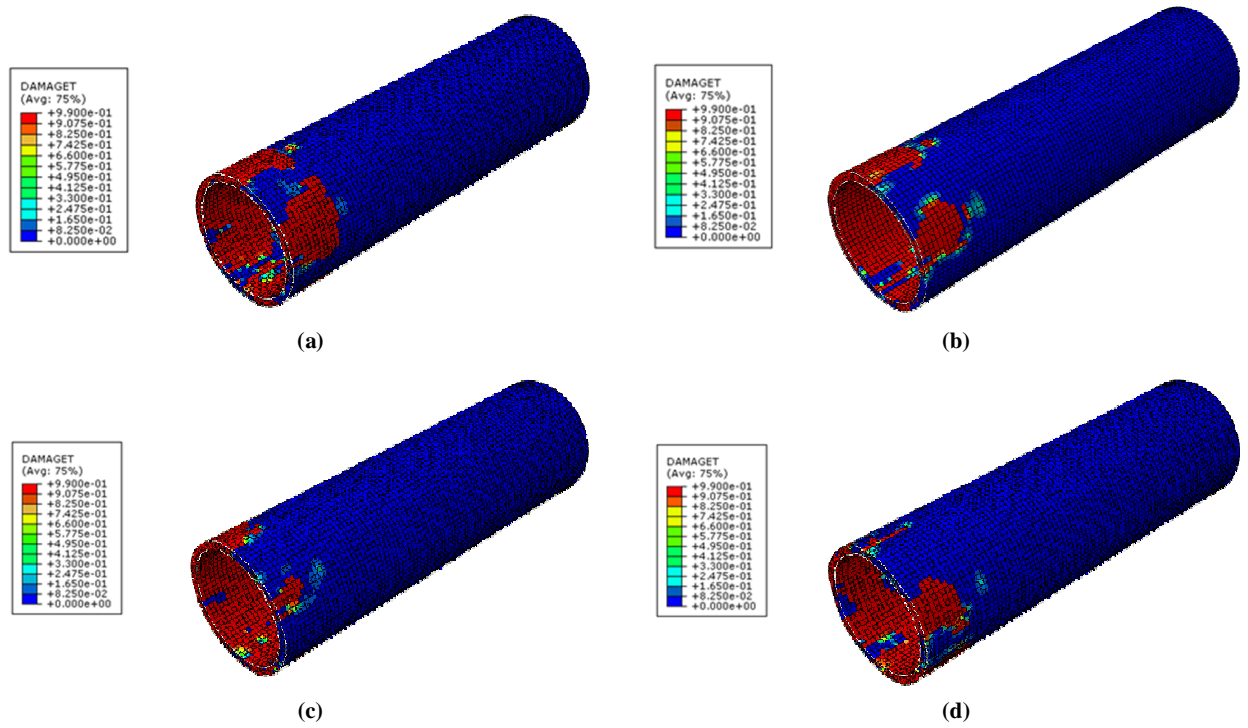 DAMAGET
(Avg: 75%)
+9.900e-01
+9.075e-01
+8.250e-01
+7.425e-01
+6.600e-01
+5.775e-01
+4.950e-01
+4.125e-01
+3.300e-01
+2.475e-01
+1.650e-01
+8.250e-02
+0.000e+00
(a)
DAMAGET
(Avg: 75%)
+9.900e-01
+9.075e-01
+8.250e-01
+7.425e-01
+6.600e-01
+5.775e-01
+4.950e-01
+4.125e-01
+3.300e-01
+2.475e-01
+1.650e-01
+8.250e-02
+0.000e+00
(b)
DAMAGET
(Avg: 75%)
+9.900e-01
+9.075e-01
+8.250e-01
+7.425e-01
+6.600e-01
+5.775e-01
+4.950e-01
+4.125e-01
+3.300e-01
+2.475e-01
+1.650e-01
+8.250e-02
+0.000e+00
(c)
DAMAGET
(Avg: 75%)
+9.900e-01
+9.075e-01
+8.250e-01
+7.425e-01
+6.600e-01
+5.775e-01
+4.950e-01
+4.125e-01
+3.300e-01
+2.475e-01
+1.650e-01
+8.250e-02
+0.000e+00
(d)